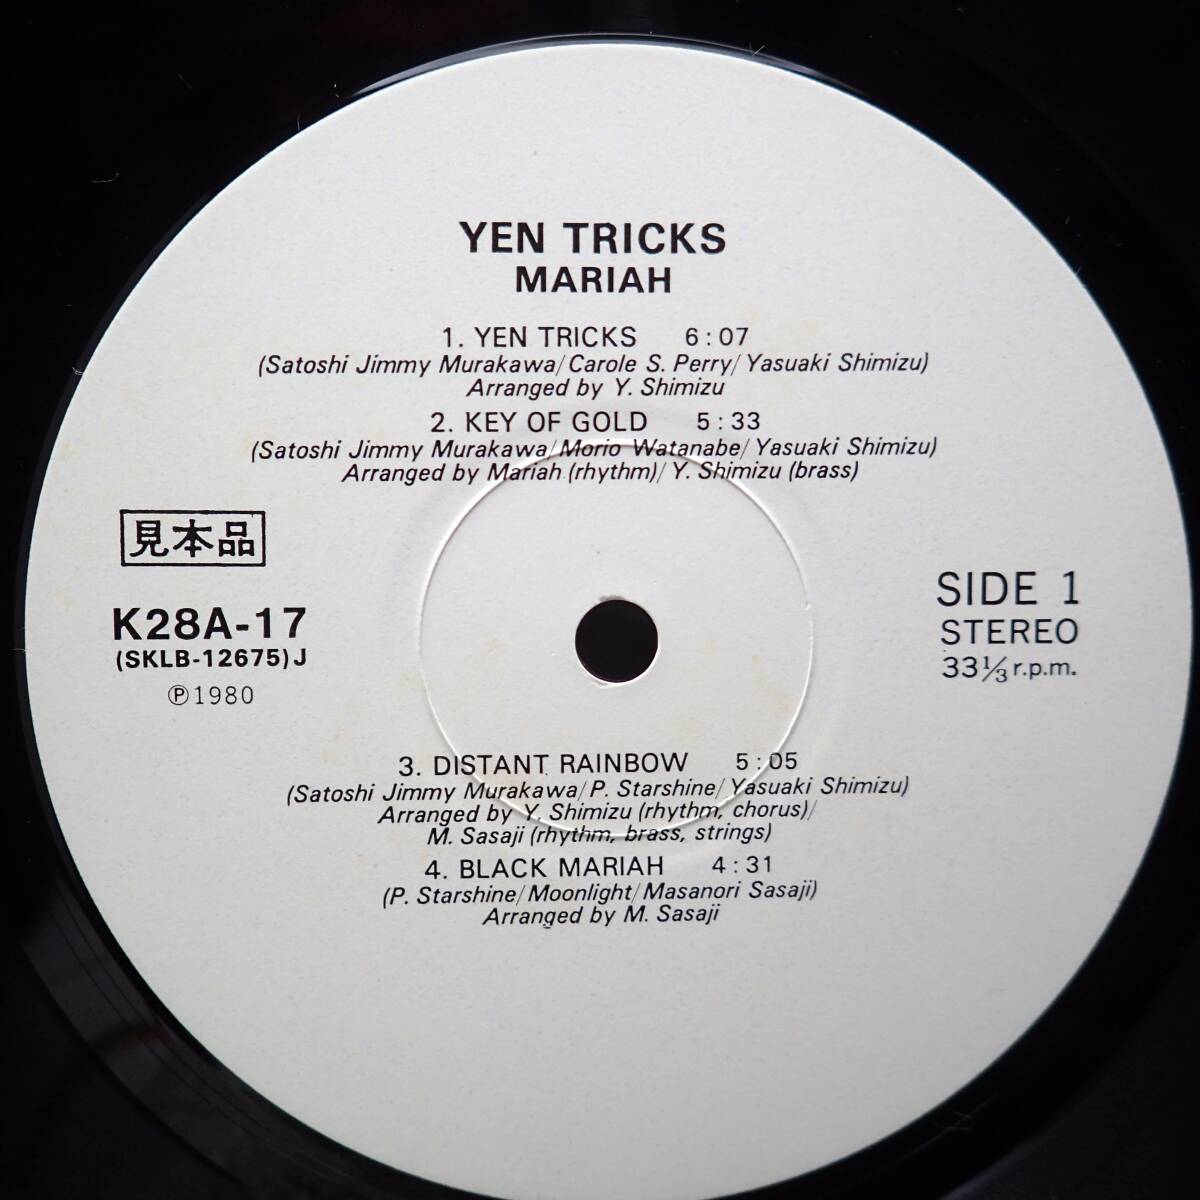 YEN TRICKS
MARIAH
1. YEN TRICKS 6:07
(Satoshi Jimmy Murakawa/Carole S. Perry/Yasuaki Shimizu)
Arranged by Y. Shimizu
2. KEY OF GOLD 5:33
(Satoshi Jimmy Murakawa/Morio Watanabe/Yasuaki Shimizu)
Arranged by Mariah (rhythm)/Y. Shimizu (brass)
見本品
K28A-17
(SKLB-12675)J
Ⓟ1980
SIDE 1
STEREO
33⅓ r.p.m.
3. DISTANT RAINBOW 5:05
(Satoshi Jimmy Murakawa/P. Starshine/Yasuaki Shimizu)
Arranged by Y. Shimizu (rhythm, chorus)/
M. Sasaji (rhythm, brass, strings)
4. BLACK MARIAH 4:31
(P. Starshine/Moonlight/Masanori Sasaji)
Arranged by M. Sasaji